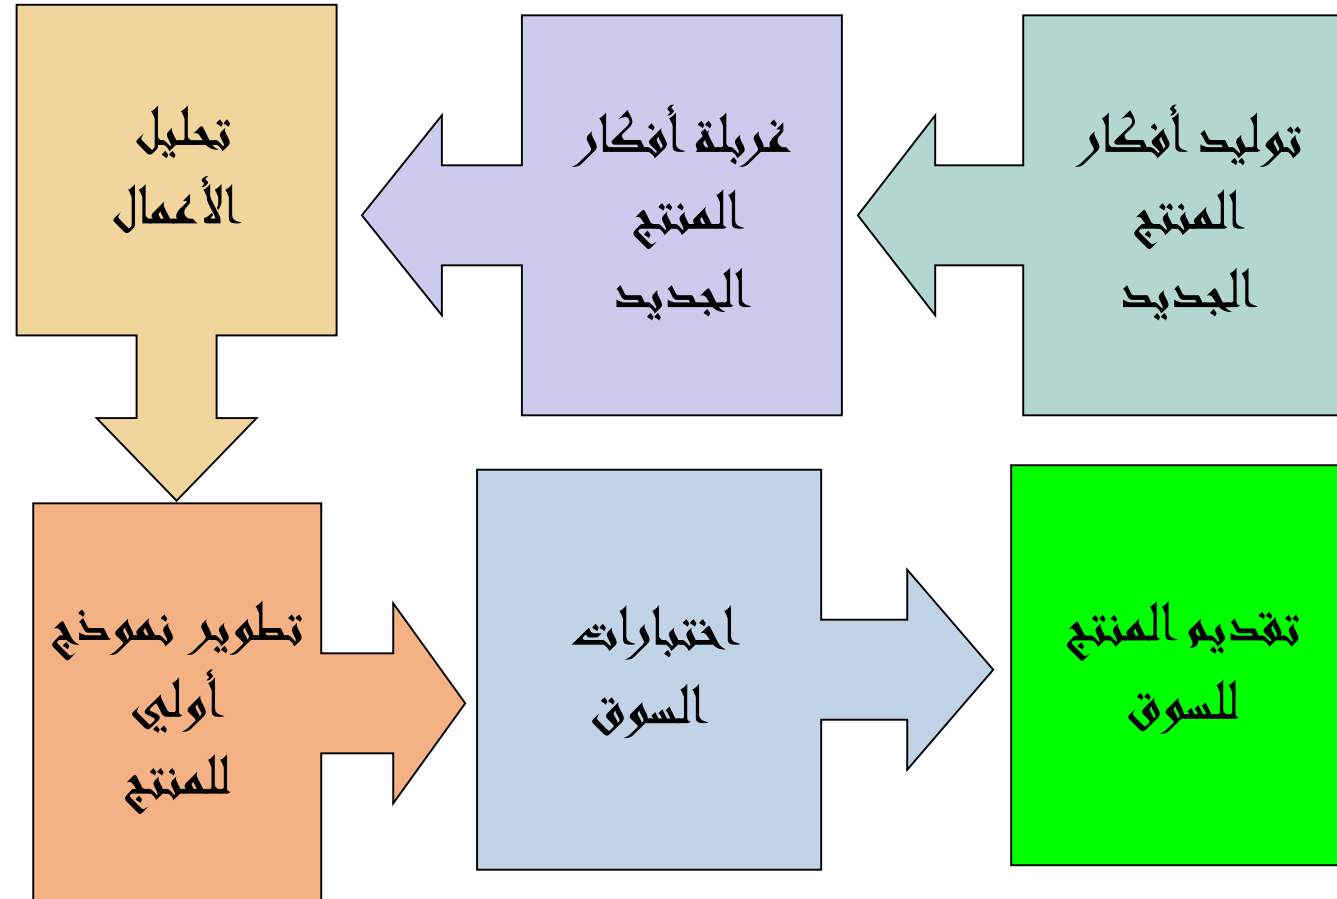 توليد أفكار
المنتج
الجديد
غربلة أفكار
المنتج
الجديد
تحليل
الأعمال
تطوير نموذج
أولي
للمنتج
اختبارات
السوق
تقديم المنتج
للسوق